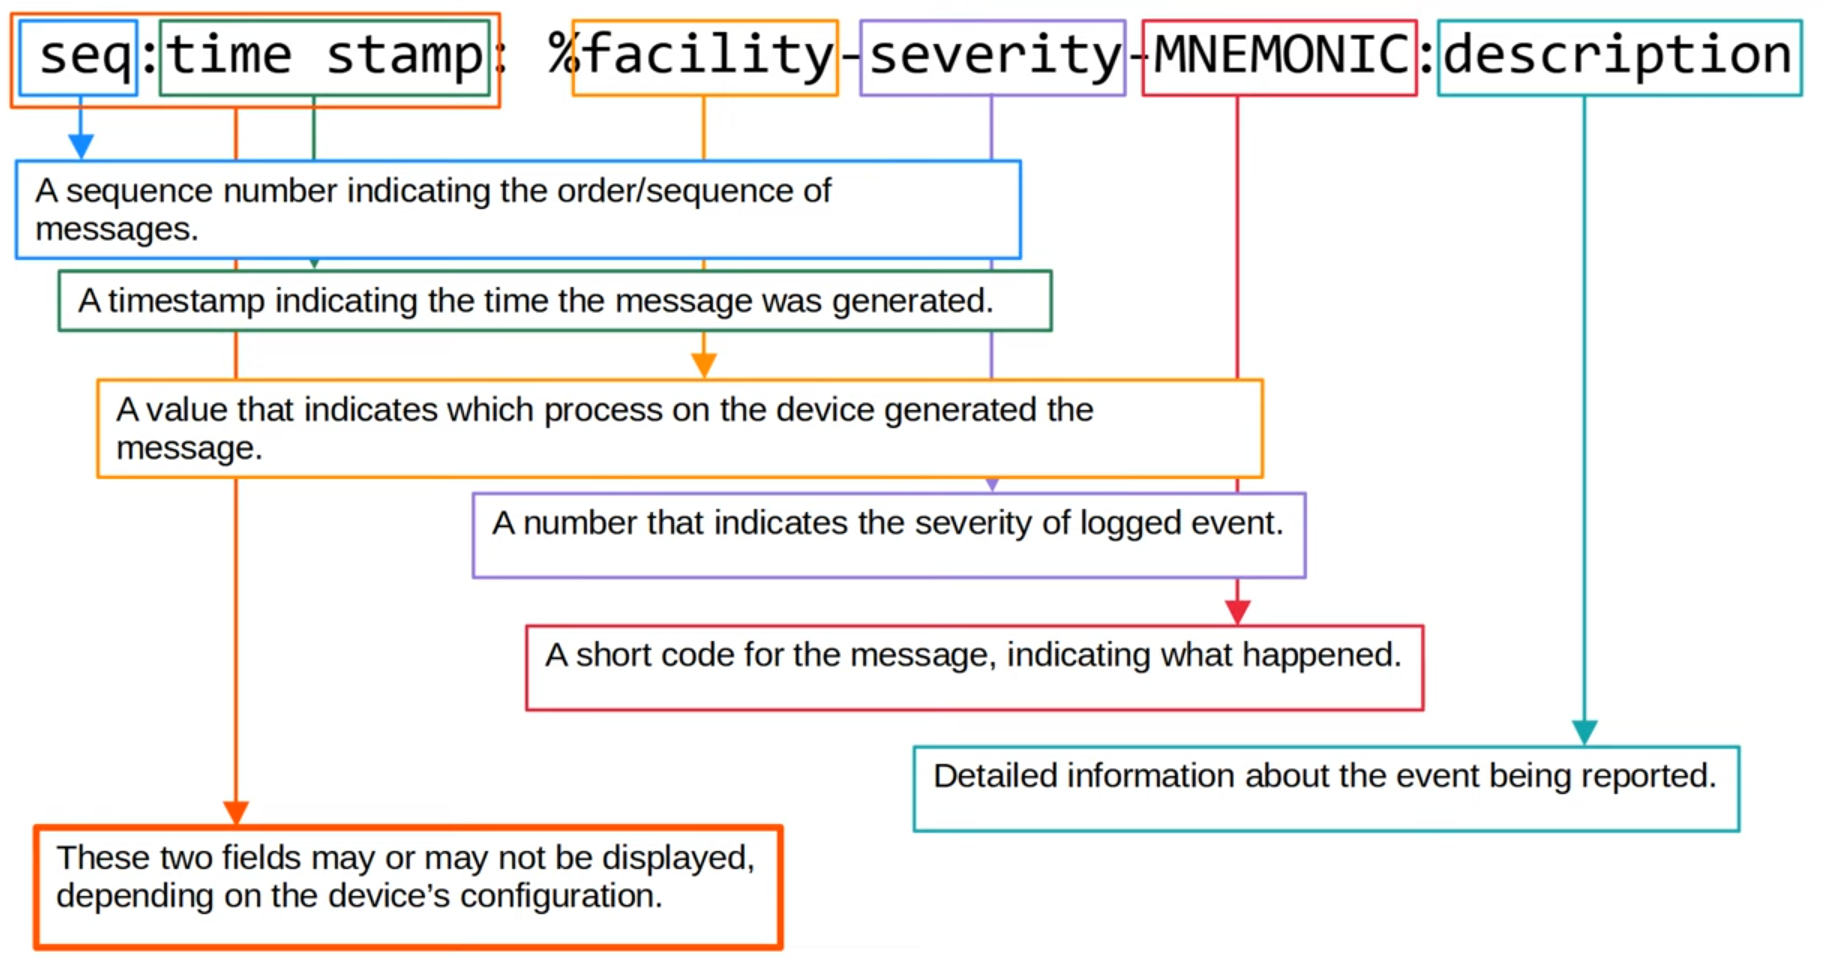 seq:time stamp: %facility-severity-MNEMONIC:description
A sequence number indicating the order/sequence of
messages.
A timestamp indicating the time the message was generated.
A value that indicates which process on the device generated the
message.
A number that indicates the severity of logged event.
A short code for the message, indicating what happened.
Detailed information about the event being reported.
These two fields may or may not be displayed,
depending on the device’s configuration.